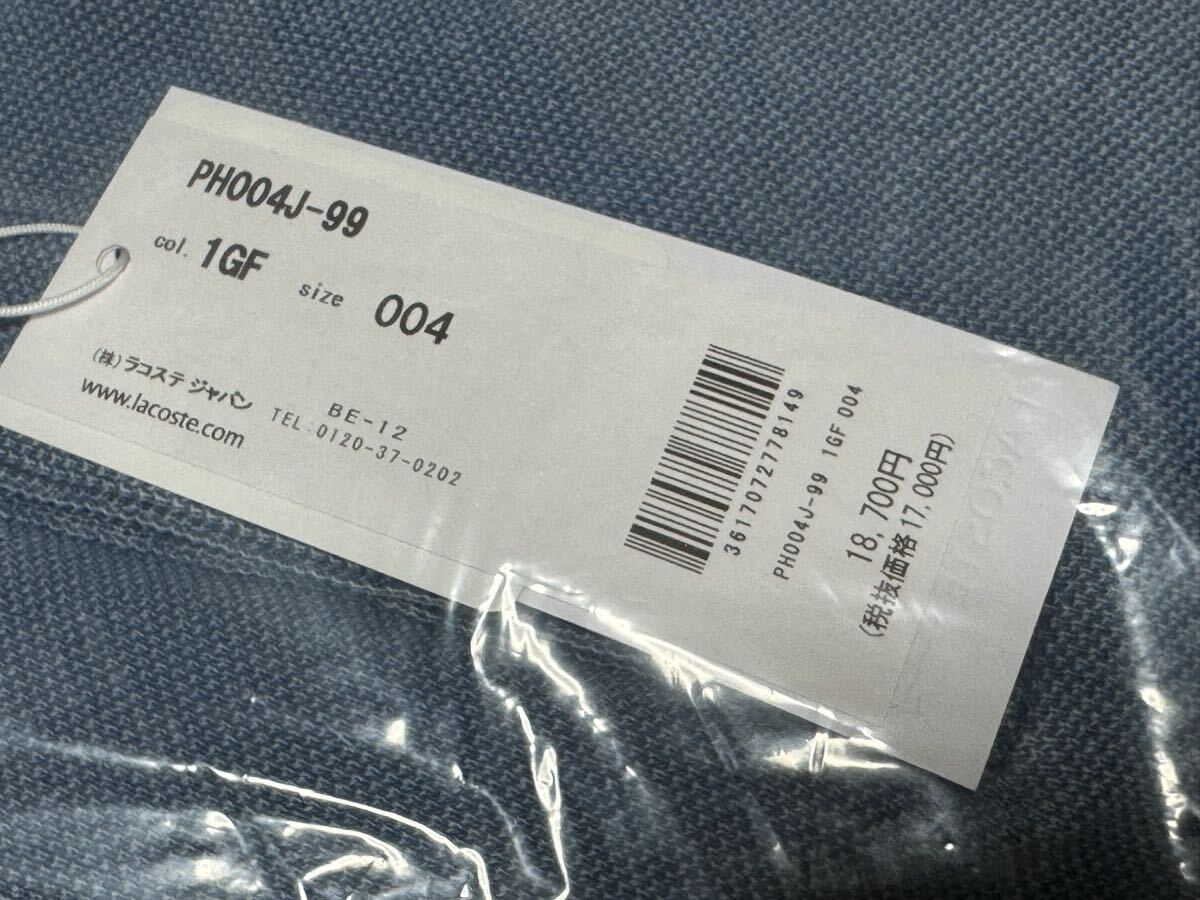 PH004J-99
col. 1GF size 004
(株)ラコステ ジャパン BE-12
www.lacoste.com TEL:0120-37-0202
3617072778149
PH004J-99 1GF 004
18,700円
(税抜価格17,000円)
LACOSTE